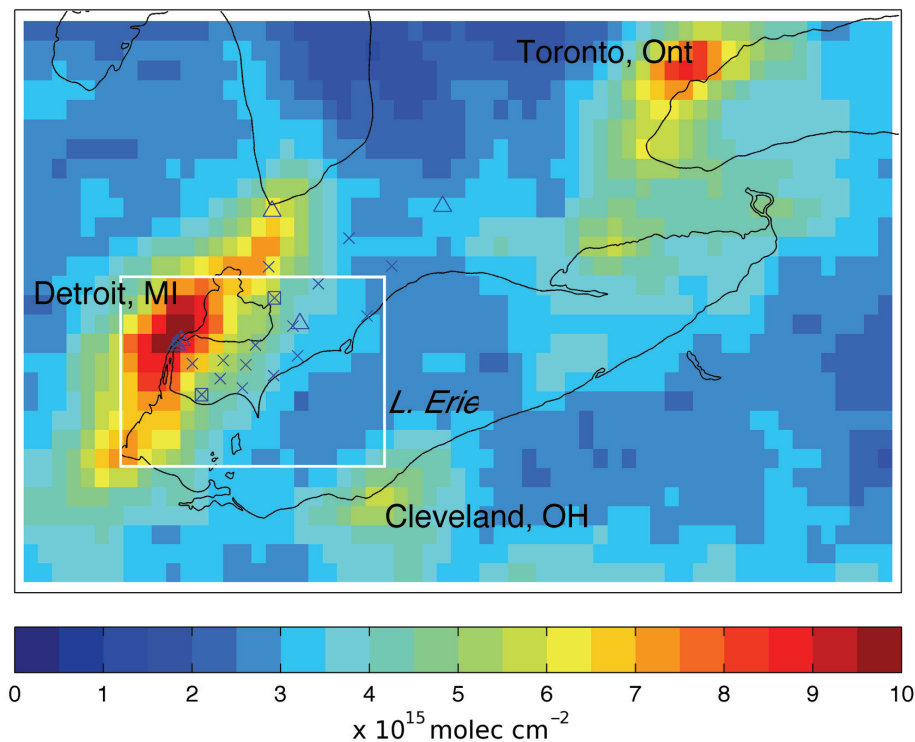 Toronto, Ont
Detroit, MI
L. Erie
Cleveland, OH
0 1 2 3 4 5 6 7 8 9 10
x 10¹⁵ molec cm⁻²